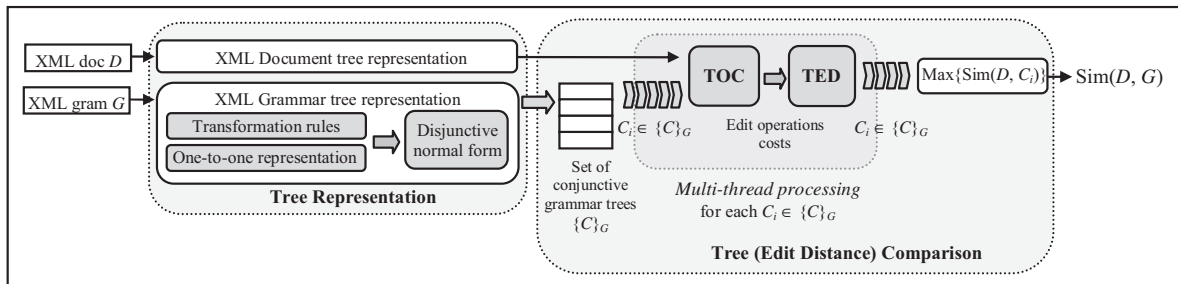 XML doc D
XML gram G
XML Document tree representation
XML Grammar tree representation
Transformation rules
One-to-one representation
Disjunctive
normal form
Tree Representation
Set of
conjunctive
grammar trees
{C}G
Ci ∈ {C}G
TOC
TED
Edit operations
costs
Ci ∈ {C}G
Multi-thread processing
for each Ci ∈ {C}G
Max{Sim(D, Ci)}
Sim(D, G)
Tree (Edit Distance) Comparison